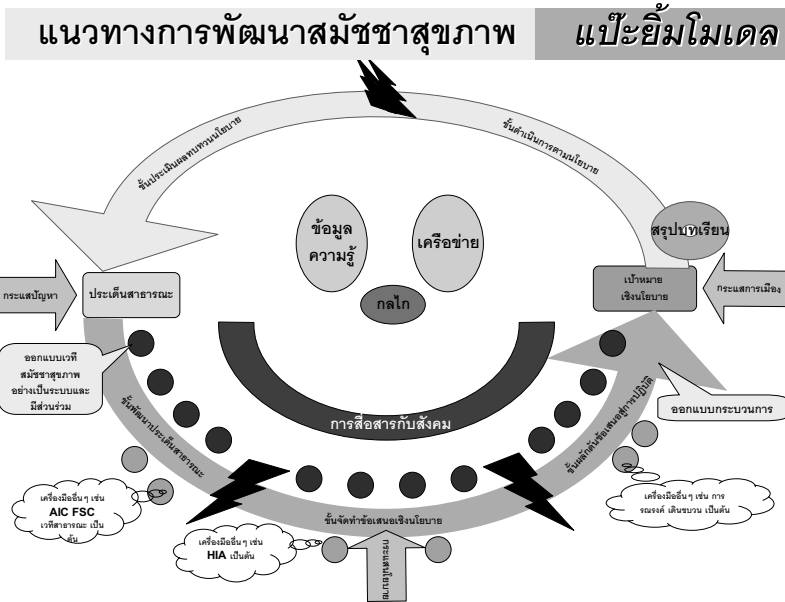 แนวทางการพัฒนาสมัชชาสุขภาพ
แป๊ะยิ้มโมเดล
ขั้นประเมินผลทบทวนนโยบาย
ขั้นดำเนินการตามนโยบาย
ข้อมูล
ความรู้
เครือข่าย
กลไก
สรุปบทเรียน
กระแสปัญหา
ประเด็นสาธารณะ
เป้าหมาย
เชิงนโยบาย
กระแสการเมือง
ออกแบบเวที
สมัชชาสุขภาพ
อย่างเป็นระบบและ
มีส่วนร่วม
การสื่อสารกับสังคม
ออกแบบกระบวนการ
ขั้นพัฒนาประเด็นสาธารณะ
ขั้นจัดทำข้อเสนอเชิงนโยบาย
ขั้นผลักดันข้อเสนอสู่การปฏิบัติ
เครื่องมืออื่นๆ เช่น
AIC FSC
เวทีสาธารณะ เป็น
ต้น
เครื่องมืออื่นๆ เช่น
HIA เป็นต้น
เครื่องมืออื่นๆ เช่น การ
รณรงค์ เดินขบวน เป็นต้น
กระแสนโยบาย